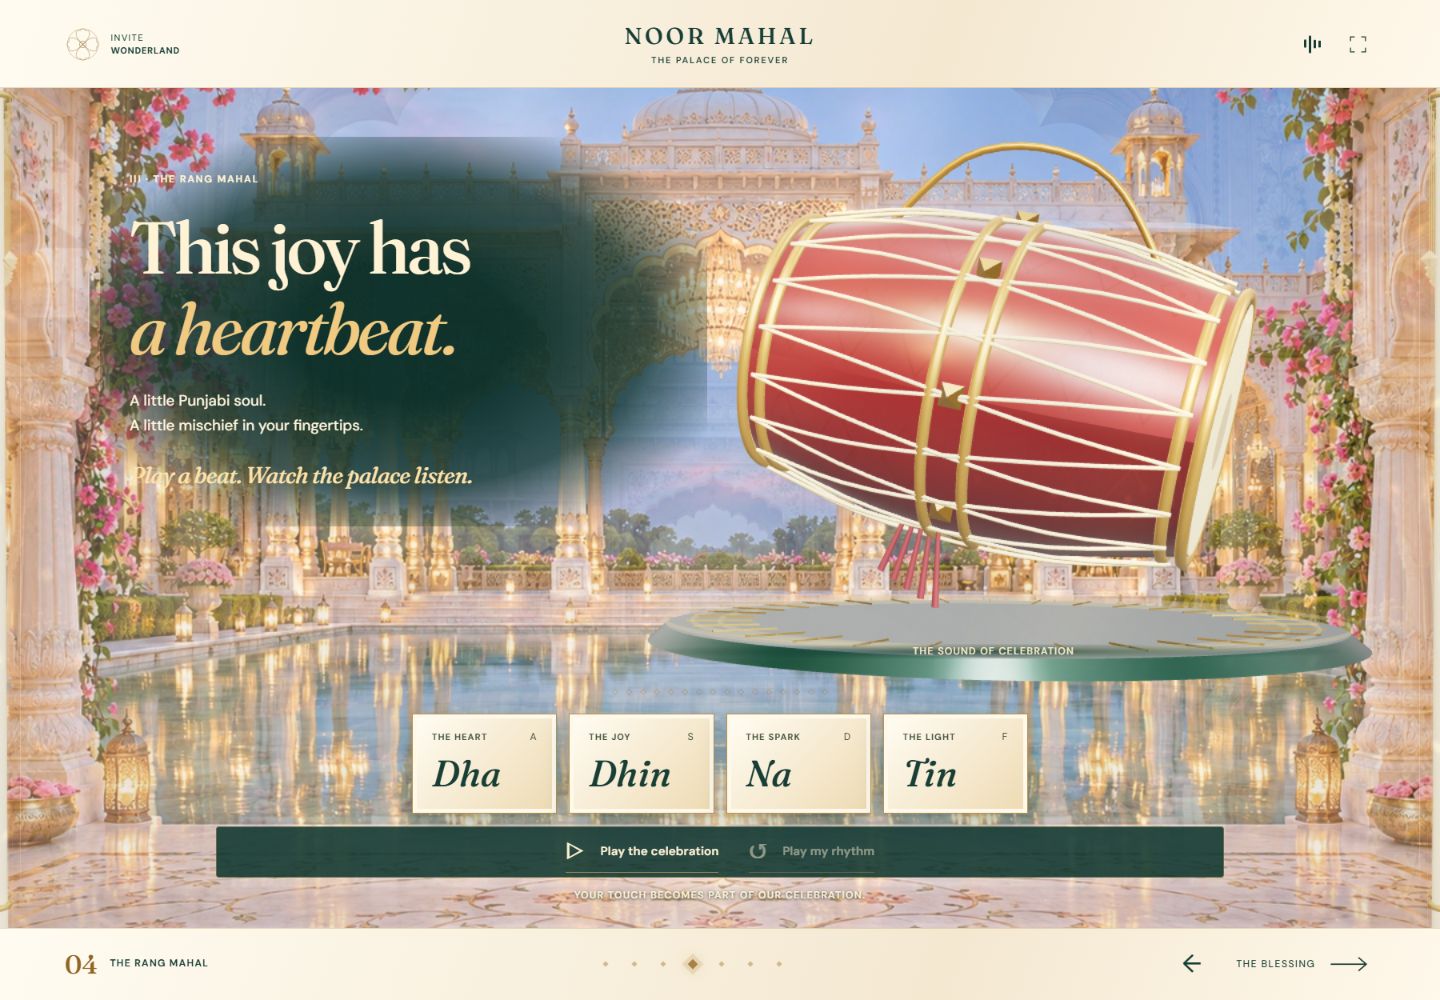 INVITE
WONDERLAND
NOOR MAHAL
THE PALACE OF FOREVER
III · THE RANG MAHAL
This joy has
a heartbeat.
A little Punjabi soul.
A little mischief in your fingertips.
Play a beat. Watch the palace listen.
THE SOUND OF CELEBRATION
THE HEART A
Dha
THE JOY S
Dhin
THE SPARK D
Na
THE LIGHT F
Tin
Play the celebration
Play my rhythm
YOUR TOUCH BECOMES PART OF OUR CELEBRATION.
04 THE RANG MAHAL
THE BLESSING